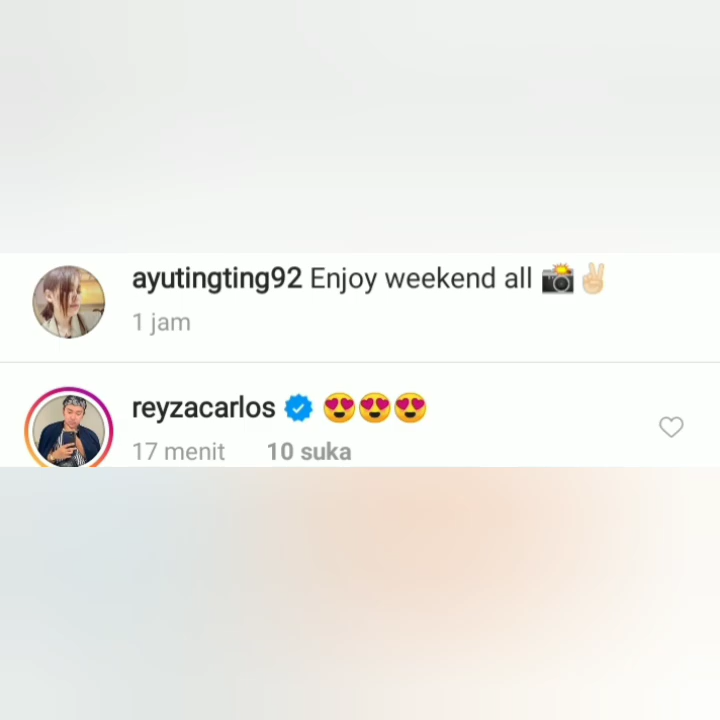 ayutingting92 Enjoy weekend all 📸✌🏻
1 jam
reyzacarlos 😍😍😍
17 menit 10 suka